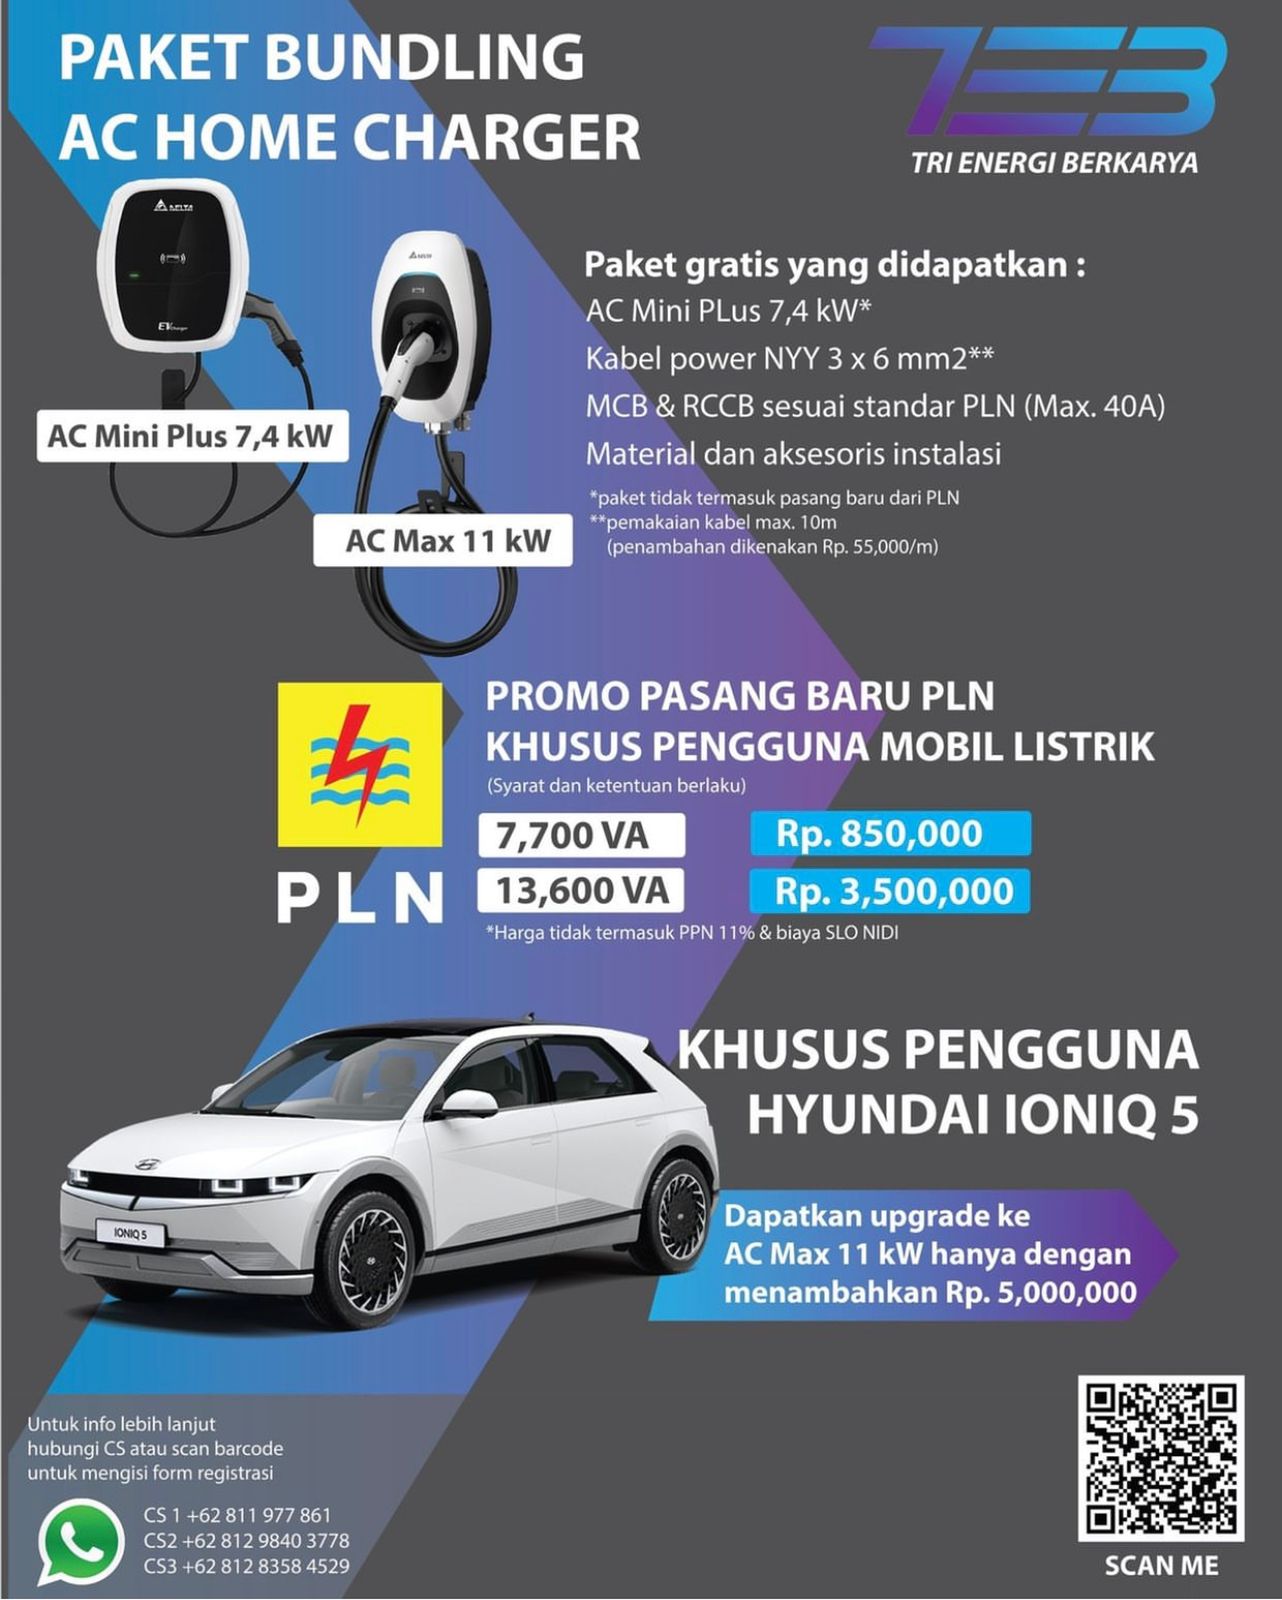 PAKET BUNDLING
AC HOME CHARGER
TEB
TRI ENERGI BERKARYA
DELTA
EV Charger
AC Mini Plus 7,4 kW
AC Max 11 kW
Paket gratis yang didapatkan :
AC Mini PLus 7,4 kW*
Kabel power NYY 3 x 6 mm2**
MCB & RCCB sesuai standar PLN (Max. 40A)
Material dan aksesoris instalasi
*paket tidak termasuk pasang baru dari PLN
**pemakaian kabel max. 10m
(penambahan dikenakan Rp. 55,000/m)
PLN
PROMO PASANG BARU PLN
KHUSUS PENGGUNA MOBIL LISTRIK
(Syarat dan ketentuan berlaku)
7,700 VA Rp. 850,000
13,600 VA Rp. 3,500,000
*Harga tidak termasuk PPN 11% & biaya SLO NIDI
KHUSUS PENGGUNA
HYUNDAI IONIQ 5
IONIQ 5
Dapatkan upgrade ke
AC Max 11 kW hanya dengan
menambahkan Rp. 5,000,000
Untuk info lebih lanjut
hubungi CS atau scan barcode
untuk mengisi form registrasi
CS 1 +62 811 977 861
CS2 +62 812 9840 3778
CS3 +62 812 8358 4529
SCAN ME